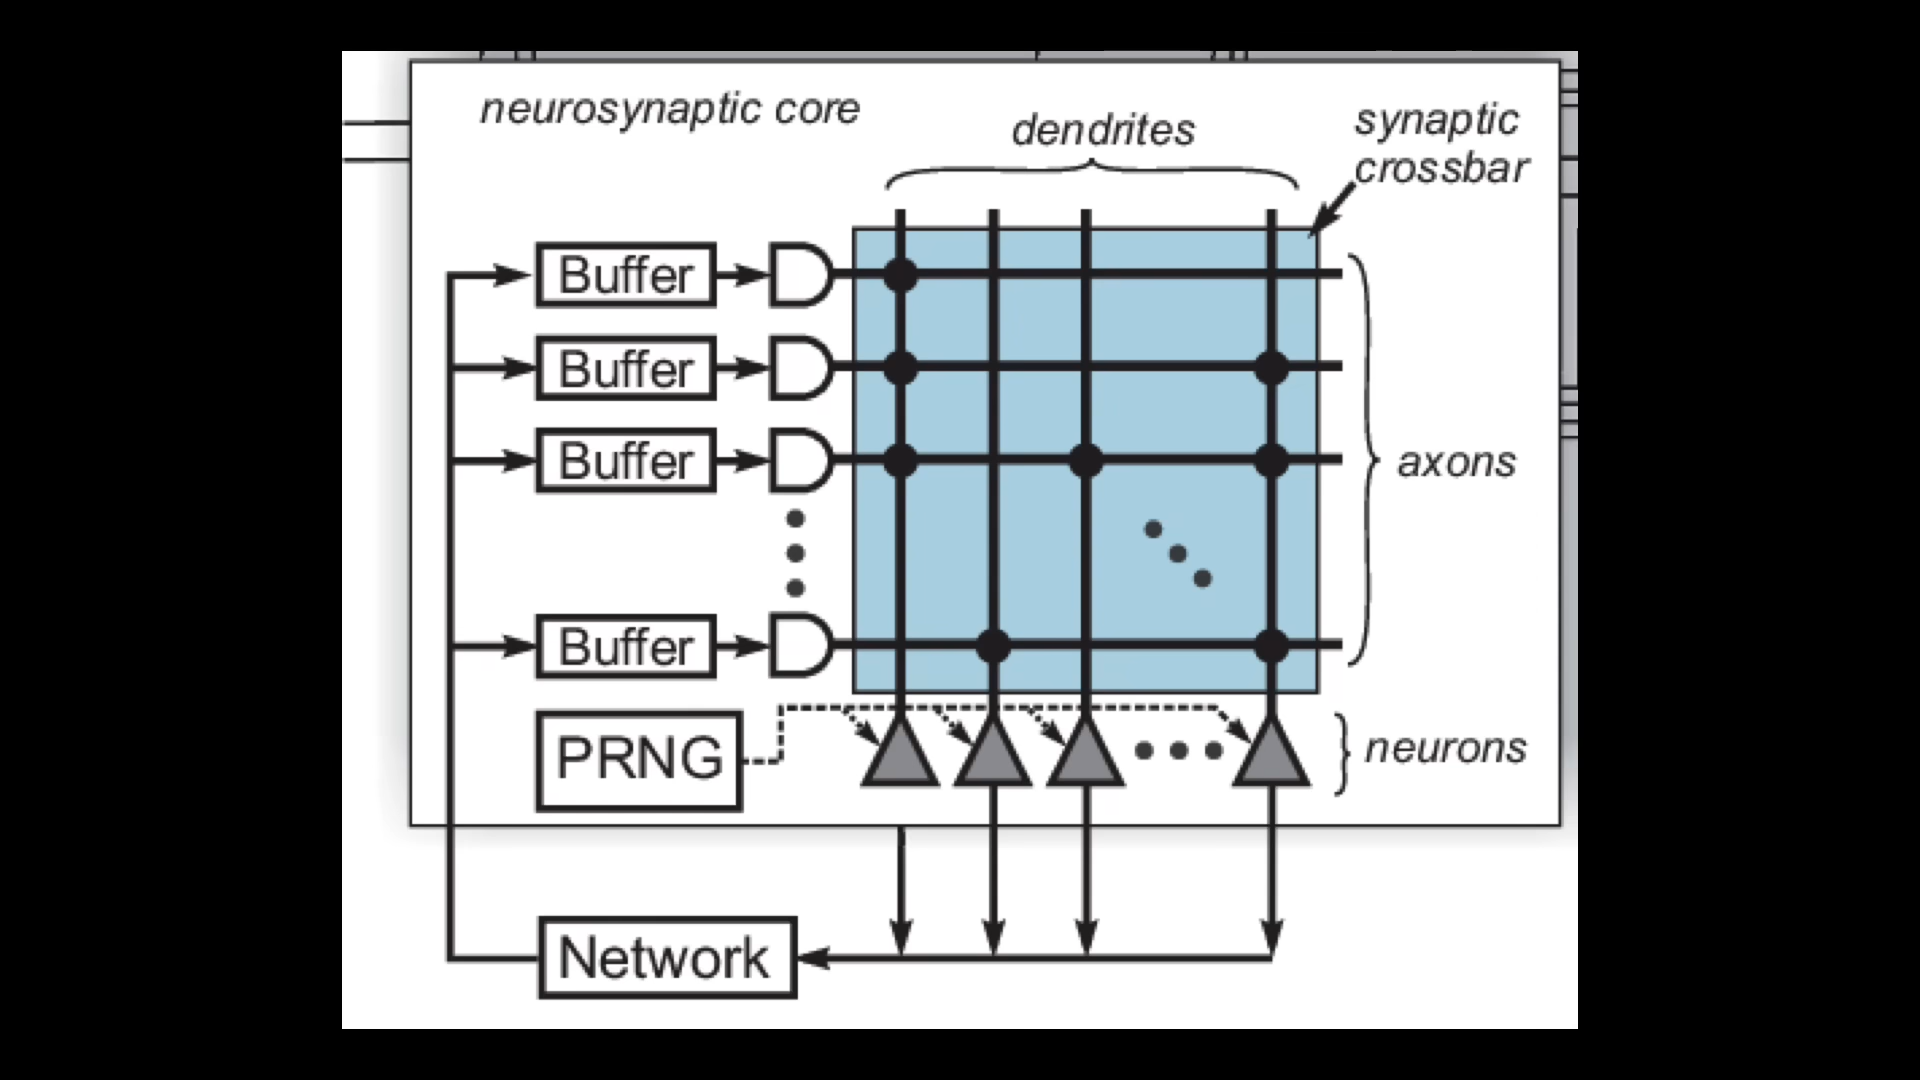 neurosynaptic core
dendrites
synaptic
crossbar
Buffer
Buffer
Buffer
axons
Buffer
PRNG
neurons
Network